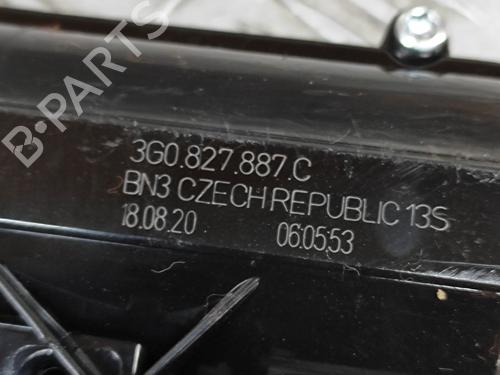 B-PARTS
3G0.827.887.C
BN3 CZECH REPUBLIC 13S
18.08.20 06:05:53